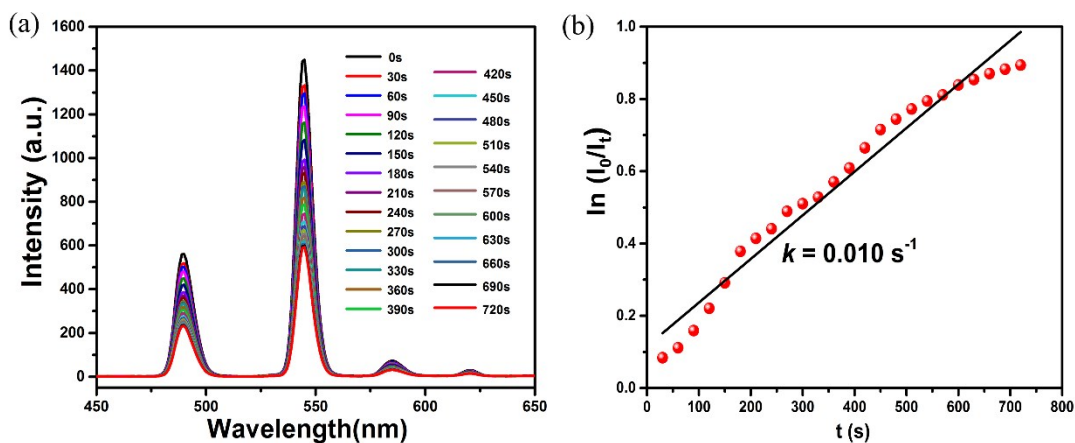 (a)
Intensity (a.u.)
1600
1400
1200
1000
800
600
400
200
0
450
500
550
600
650
Wavelength(nm)
0s
30s
60s
90s
120s
150s
180s
210s
240s
270s
300s
330s
360s
390s
420s
450s
480s
510s
540s
570s
600s
630s
660s
690s
720s
(b)
ln (I₀/Iₜ)
1.0
0.8
0.6
0.4
0.2
0.0
k = 0.010 s⁻¹
0
100
200
300
400
500
600
700
800
t (s)